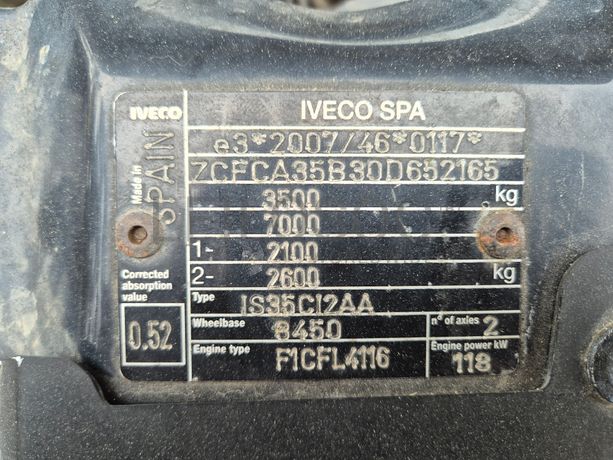 IVECO
IVECO SPA
Made in
SPAIN
e3*2007/46*0117*
ZCFCA35B30D652165
3500 kg
7000
1- 2100
2- 2600 kg
Corrected
absorption
value
0.52
Type
IS35CI2AA
Wheelbase
3450
n° of axles 2
Engine type
F1CFL4116
Engine power kW
118